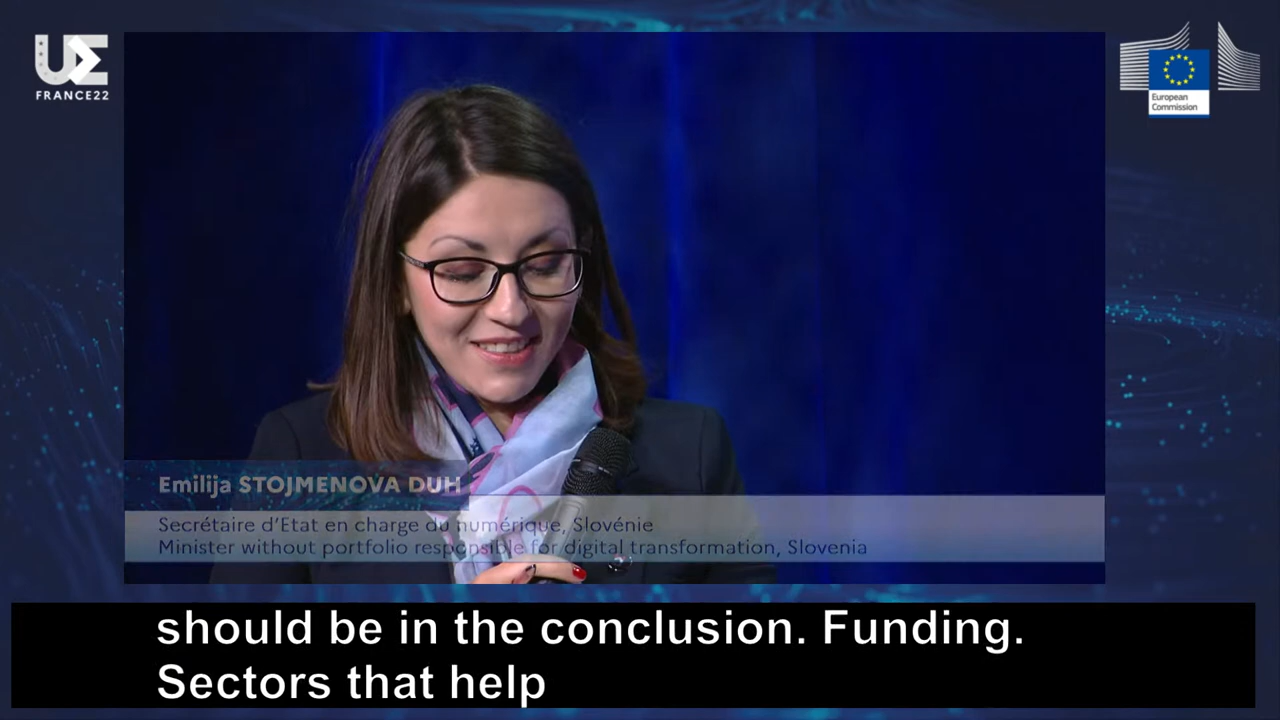 UE
FRANCE22
European
Commission
Emilija STOJMENOVA DUH
Secrétaire d'Etat en charge du numérique, Slovénie
Minister without portfolio responsible for digital transformation, Slovenia
should be in the conclusion. Funding.
Sectors that help